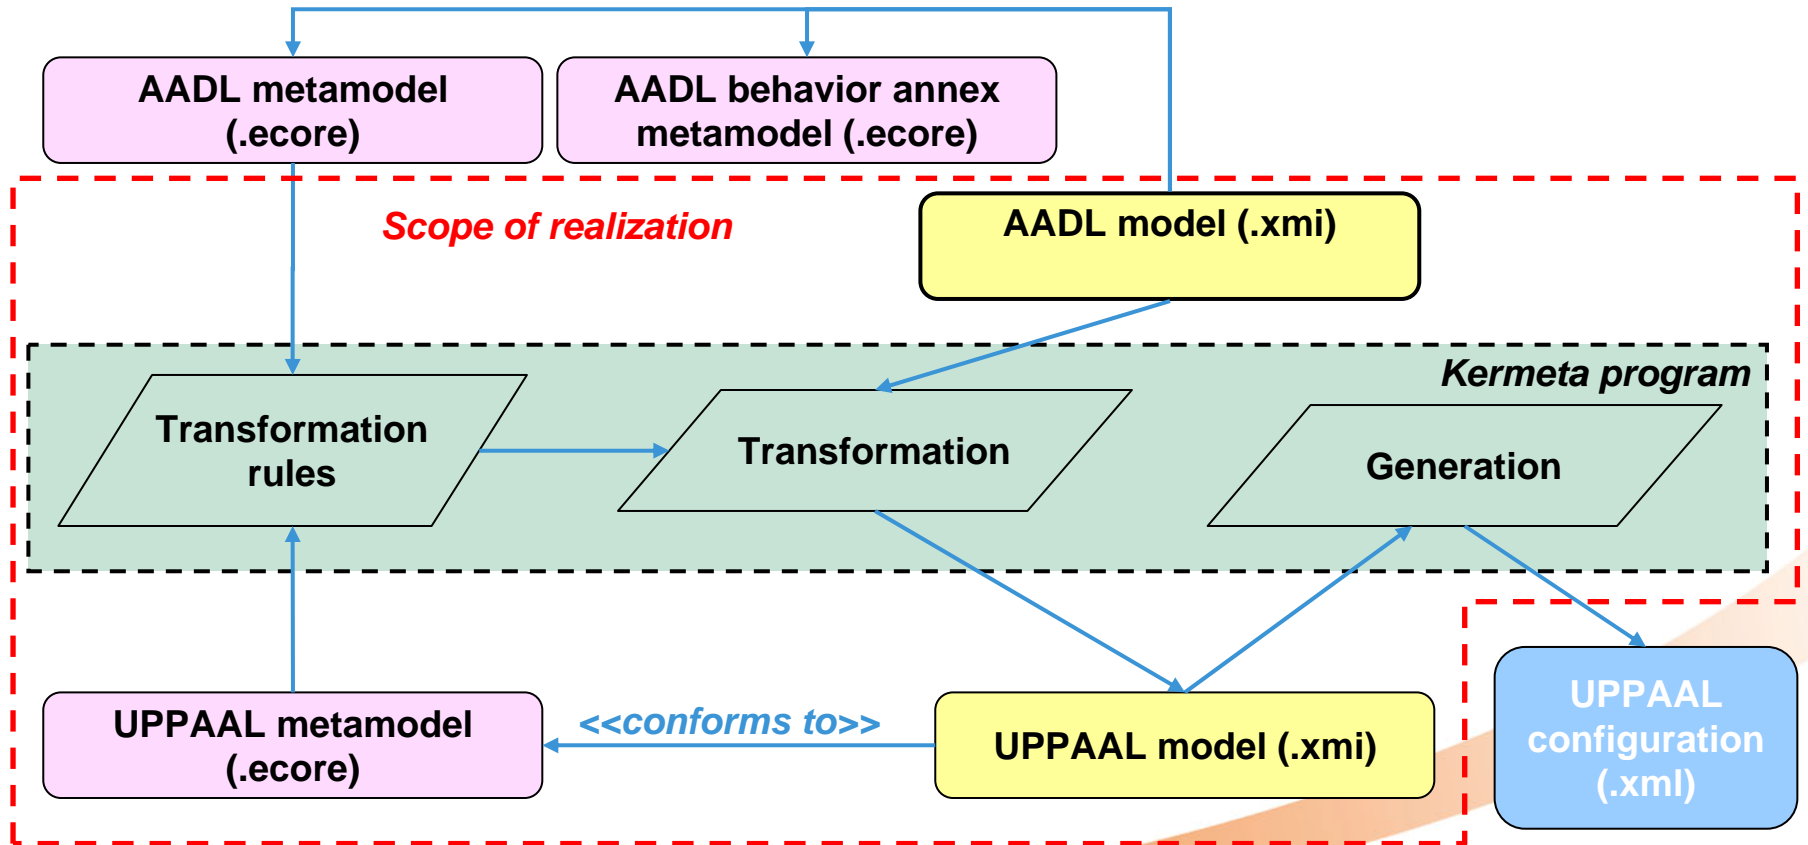 AADL metamodel
(.ecore)
AADL behavior annex
metamodel (.ecore)
Scope of realization
AADL model (.xmi)
Kermeta program
Transformation
rules
Transformation
Generation
UPPAAL metamodel
(.ecore)
<<conforms to>>
UPPAAL model (.xmi)
UPPAAL
configuration
(.xml)